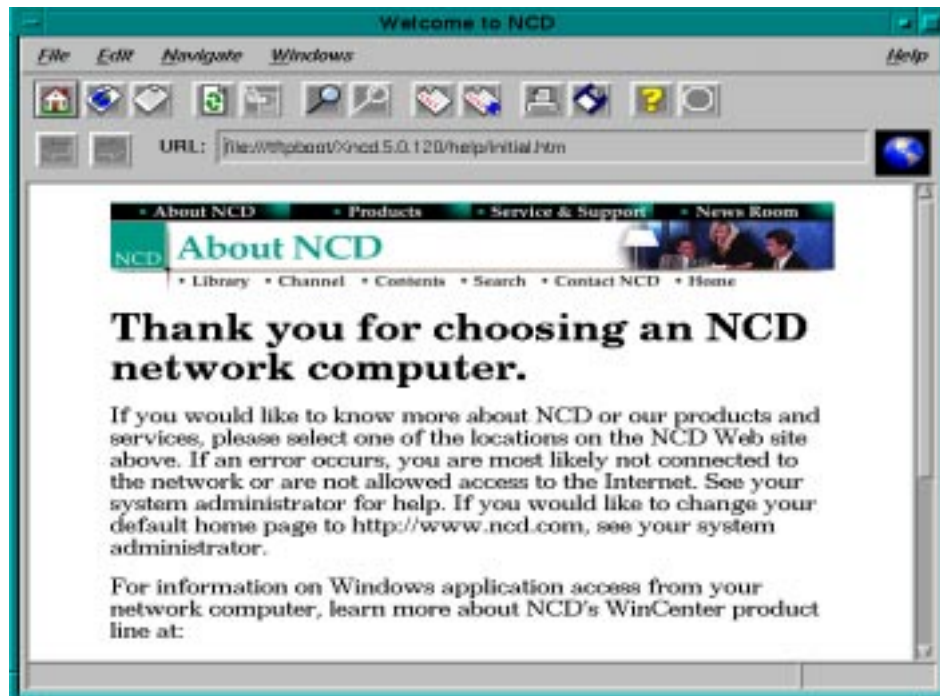 Welcome to NCD
File Edit Navigate Windows Help
URL: file:///tftpboot/Xncd.5.0.120/help/initial.htm
• About NCD • Products • Service & Support • News Room
NCD About NCD
• Library • Channel • Contents • Search • Contact NCD • Home
Thank you for choosing an NCD
network computer.
If you would like to know more about NCD or our products and
services, please select one of the locations on the NCD Web site
above. If an error occurs, you are most likely not connected to
the network or are not allowed access to the Internet. See your
system administrator for help. If you would like to change your
default home page to http://www.ncd.com, see your system
administrator.
For information on Windows application access from your
network computer, learn more about NCD's WinCenter product
line at: